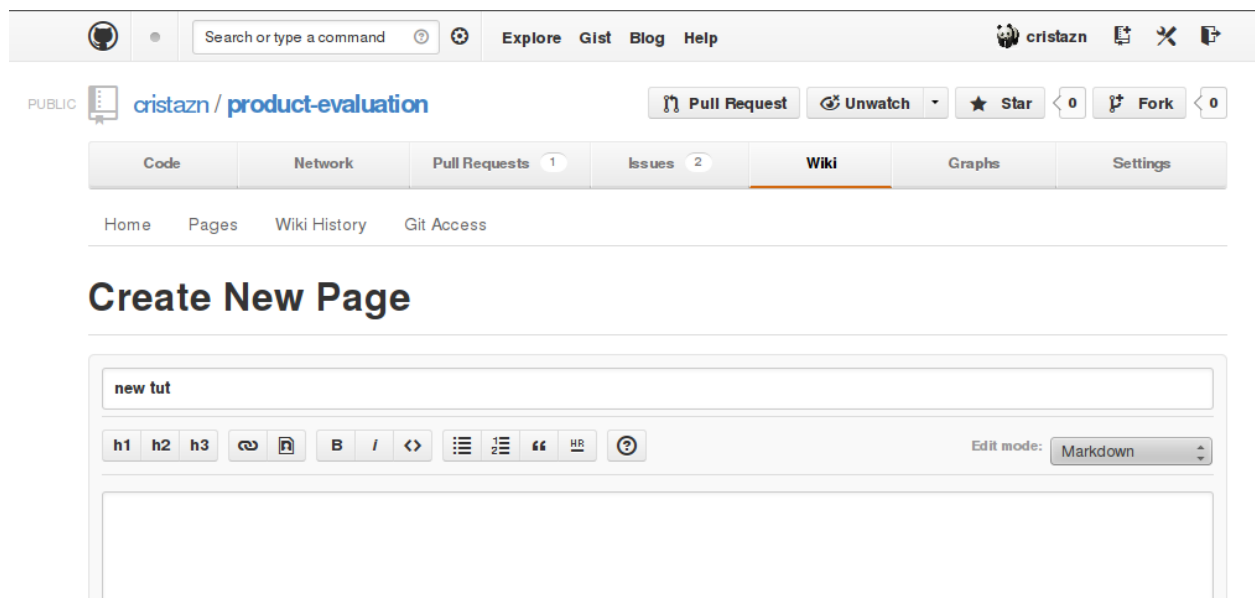 Search or type a command Explore Gist Blog Help cristazn
PUBLIC cristazn / product-evaluation Pull Request Unwatch Star 0 Fork 0
Code Network Pull Requests 1 Issues 2 Wiki Graphs Settings
Home Pages Wiki History Git Access
Create New Page
new tut
h1 h2 h3 B i <> 1 2 “ HR ? Edit mode: Markdown